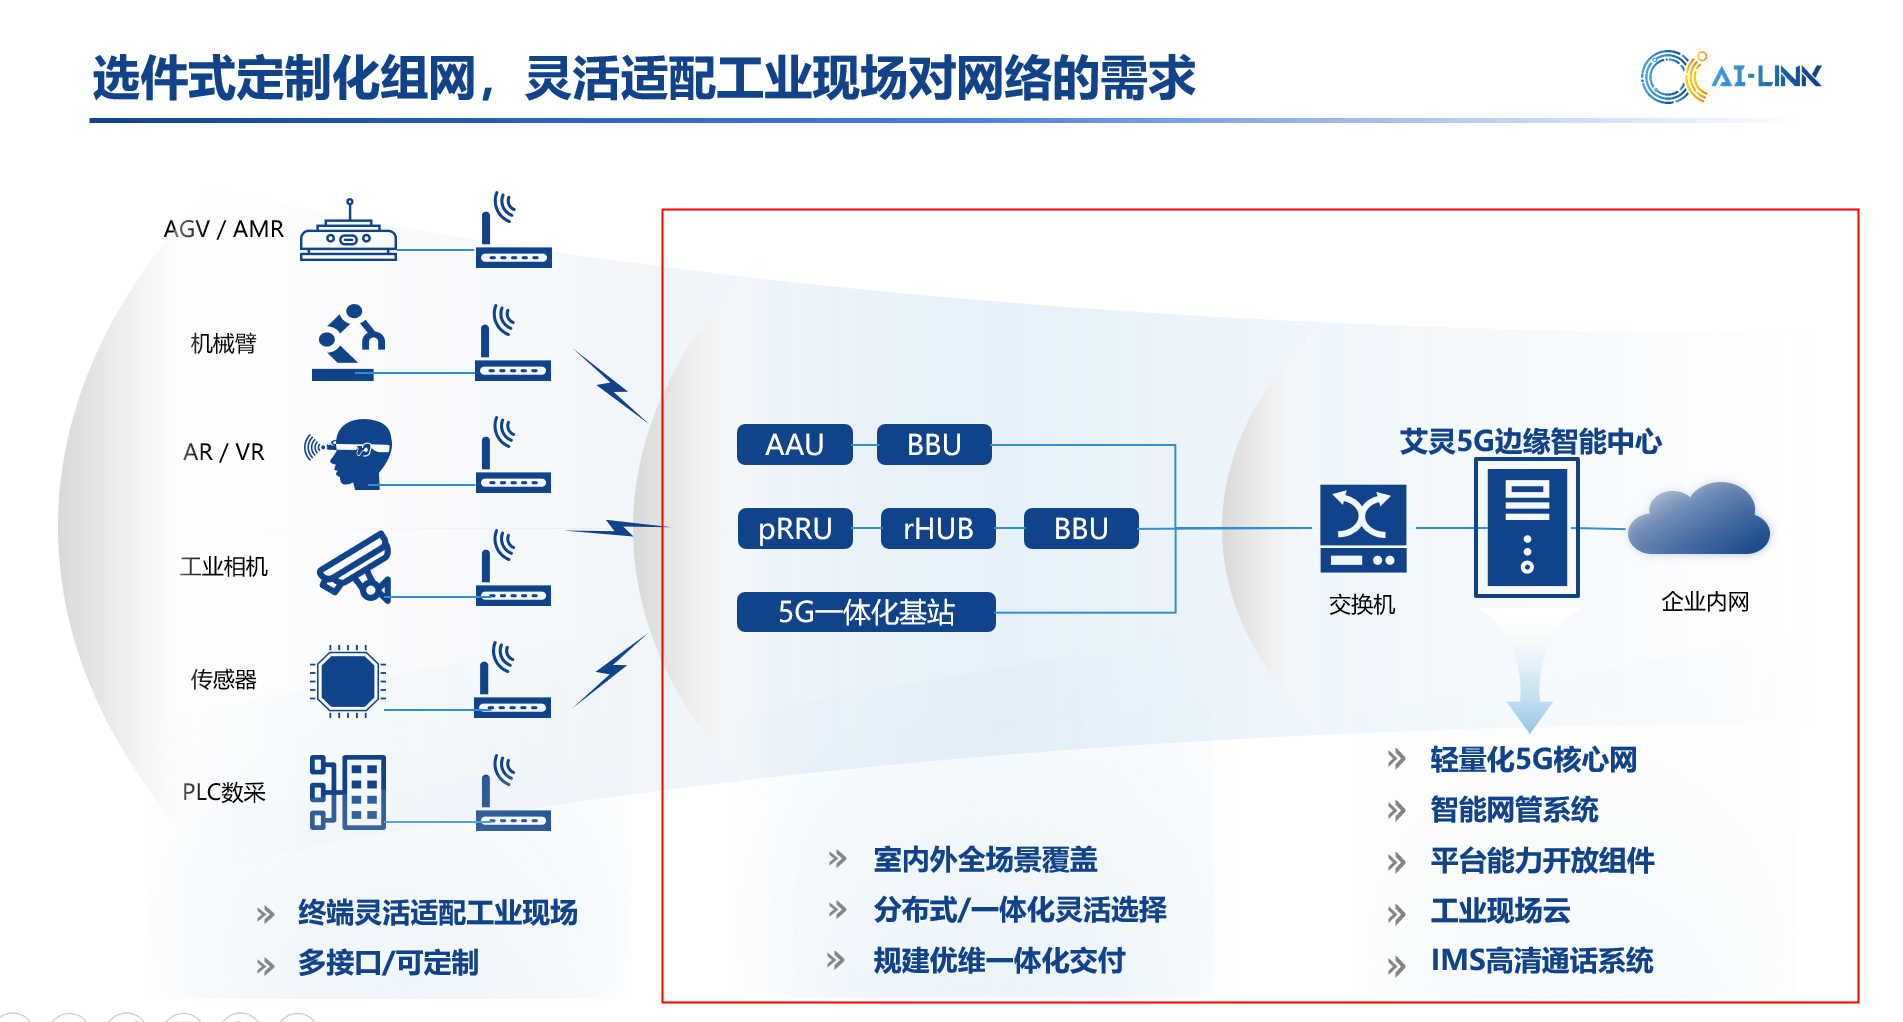 选件式定制化组网，灵活适配工业现场对网络的需求
AI-LINK
AGV / AMR
机械臂
AR / VR
工业相机
传感器
PLC数采
终端灵活适配工业现场
多接口/可定制
AAU
BBU
pRRU
rHUB
BBU
5G一体化基站
室内外全场景覆盖
分布式/一体化灵活选择
规建优维一体化交付
艾灵5G边缘智能中心
交换机
企业内网
轻量化5G核心网
智能网管系统
平台能力开放组件
工业现场云
IMS高清通话系统